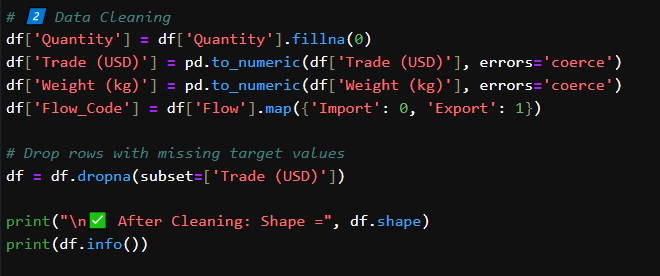 # 2️⃣ Data Cleaning
df['Quantity'] = df['Quantity'].fillna(0)
df['Trade (USD)'] = pd.to_numeric(df['Trade (USD)'], errors='coerce')
df['Weight (kg)'] = pd.to_numeric(df['Weight (kg)'], errors='coerce')
df['Flow_Code'] = df['Flow'].map({'Import': 0, 'Export': 1})
# Drop rows with missing target values
df = df.dropna(subset=['Trade (USD)'])
print("\n✅ After Cleaning: Shape =", df.shape)
print(df.info())